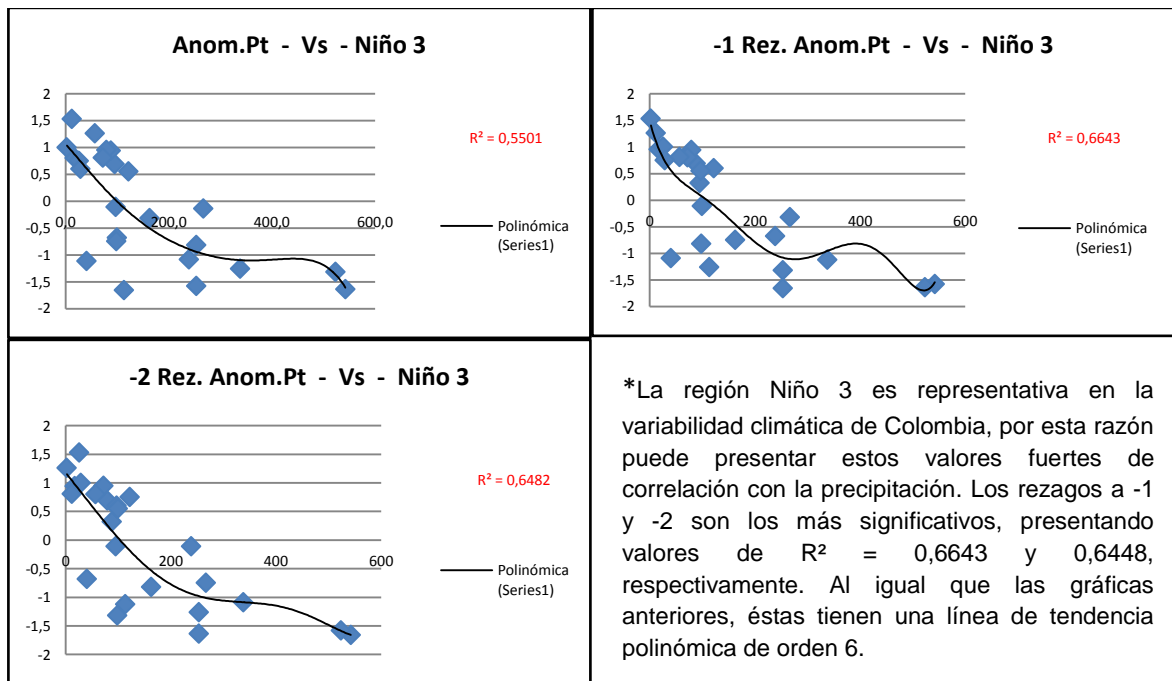 Anom.Pt - Vs - Niño 3
2
1,5
1
0,5
0
-0,5
-1
-1,5
-2
0,0 200,0 400,0 600,0
R² = 0,5501
Polinómica
(Series1)
-1 Rez. Anom.Pt - Vs - Niño 3
2
1,5
1
0,5
0
-0,5
-1
-1,5
-2
0 200 400 600
R² = 0,6643
Polinómica
(Series1)
-2 Rez. Anom.Pt - Vs - Niño 3
2
1,5
1
0,5
0
-0,5
-1
-1,5
-2
0 200 400 600
R² = 0,6482
Polinómica
(Series1)
*La región Niño 3 es representativa en la
variabilidad climática de Colombia, por esta razón
puede presentar estos valores fuertes de
correlación con la precipitación. Los rezagos a -1
y -2 son los más significativos, presentando
valores de R² = 0,6643 y 0,6448,
respectivamente. Al igual que las gráficas
anteriores, éstas tienen una línea de tendencia
polinómica de orden 6.